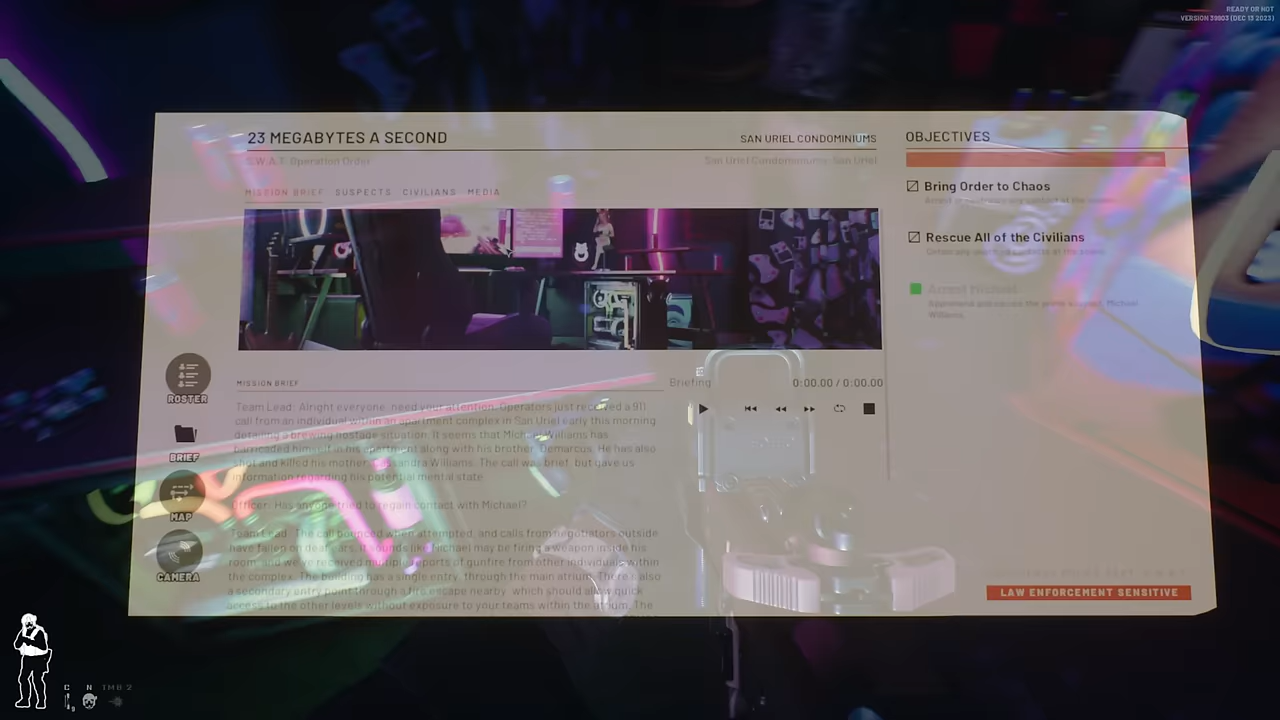 READY OR NOT
VERSION 39903 (DEC 13 2023)
23 MEGABYTES A SECOND
SAN URIEL CONDOMINIUMS
S.W.A.T. Operation Order
San Uriel Condominiums, San Uriel
MISSION BRIEF SUSPECTS CIVILIANS MEDIA
OBJECTIVES
Bring Order to Chaos
Rescue All of the Civilians
Arrest Michael
Apprehend and secure the prime suspect, Michael
Williams.
ROSTER
BRIEF
MAP
CAMERA
MISSION BRIEF
Briefing
0:00.00 / 0:00.00
Team Lead: Alright everyone, need your attention. Operators just received a 911
call from an individual within an apartment complex in San Uriel early this morning
detailing a brewing hostage situation. It seems that Michael Williams has
barricaded himself in his apartment along with his brother Demarcus. He has also
shot and killed his mother Sandra Williams. The call was brief, but gave us
information regarding his potential mental state.
Officer: Has anyone tried to regain contact with Michael?
Team Lead: The call bounced when attempted, and calls from negotiators outside
have fallen on deaf ears. It sounds like Michael may be firing a weapon inside his
room, and we've received multiple reports of gunfire from other individuals within
the complex. The building has a single entry, through the main atrium. There's also
a secondary entry point through a fire escape nearby, which should allow quick
access to the other levels without exposure to your teams within the atrium. The
LAW ENFORCEMENT SENSITIVE
C N